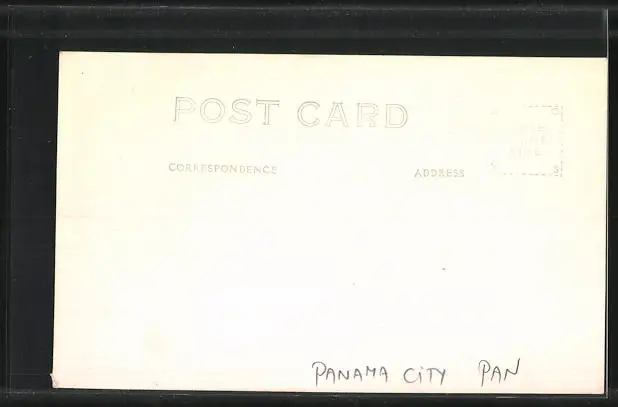 POST CARD
CORRESPONDENCE ADDRESS
PANAMA CITY PAN